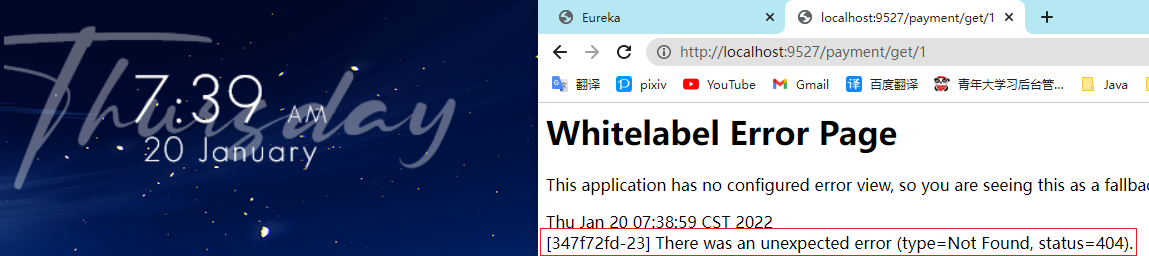 Thursday
7:39 AM
20 January
Eureka
localhost:9527/payment/get/1
http://localhost:9527/payment/get/1
翻译
pixiv
YouTube
Gmail
译 百度翻译
青年大学习后台管...
Java
Whitelabel Error Page
This application has no configured error view, so you are seeing this as a fallba
Thu Jan 20 07:38:59 CST 2022
[347f72fd-23] There was an unexpected error (type=Not Found, status=404).